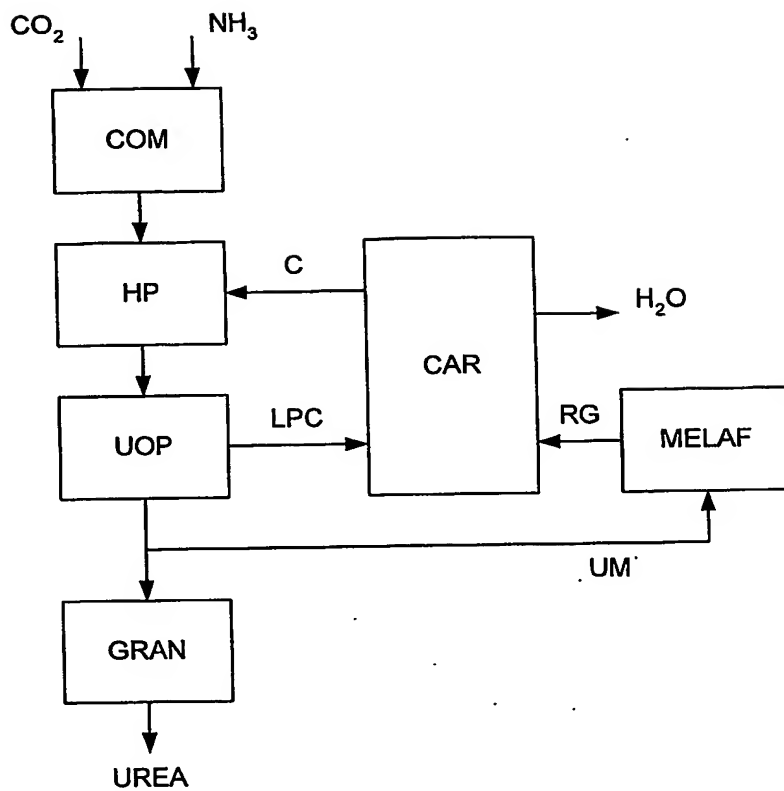 CO₂
NH₃
COM
HP
C
CAR
H₂O
UOP
LPC
RG
MELAF
UM
GRAN
UREA